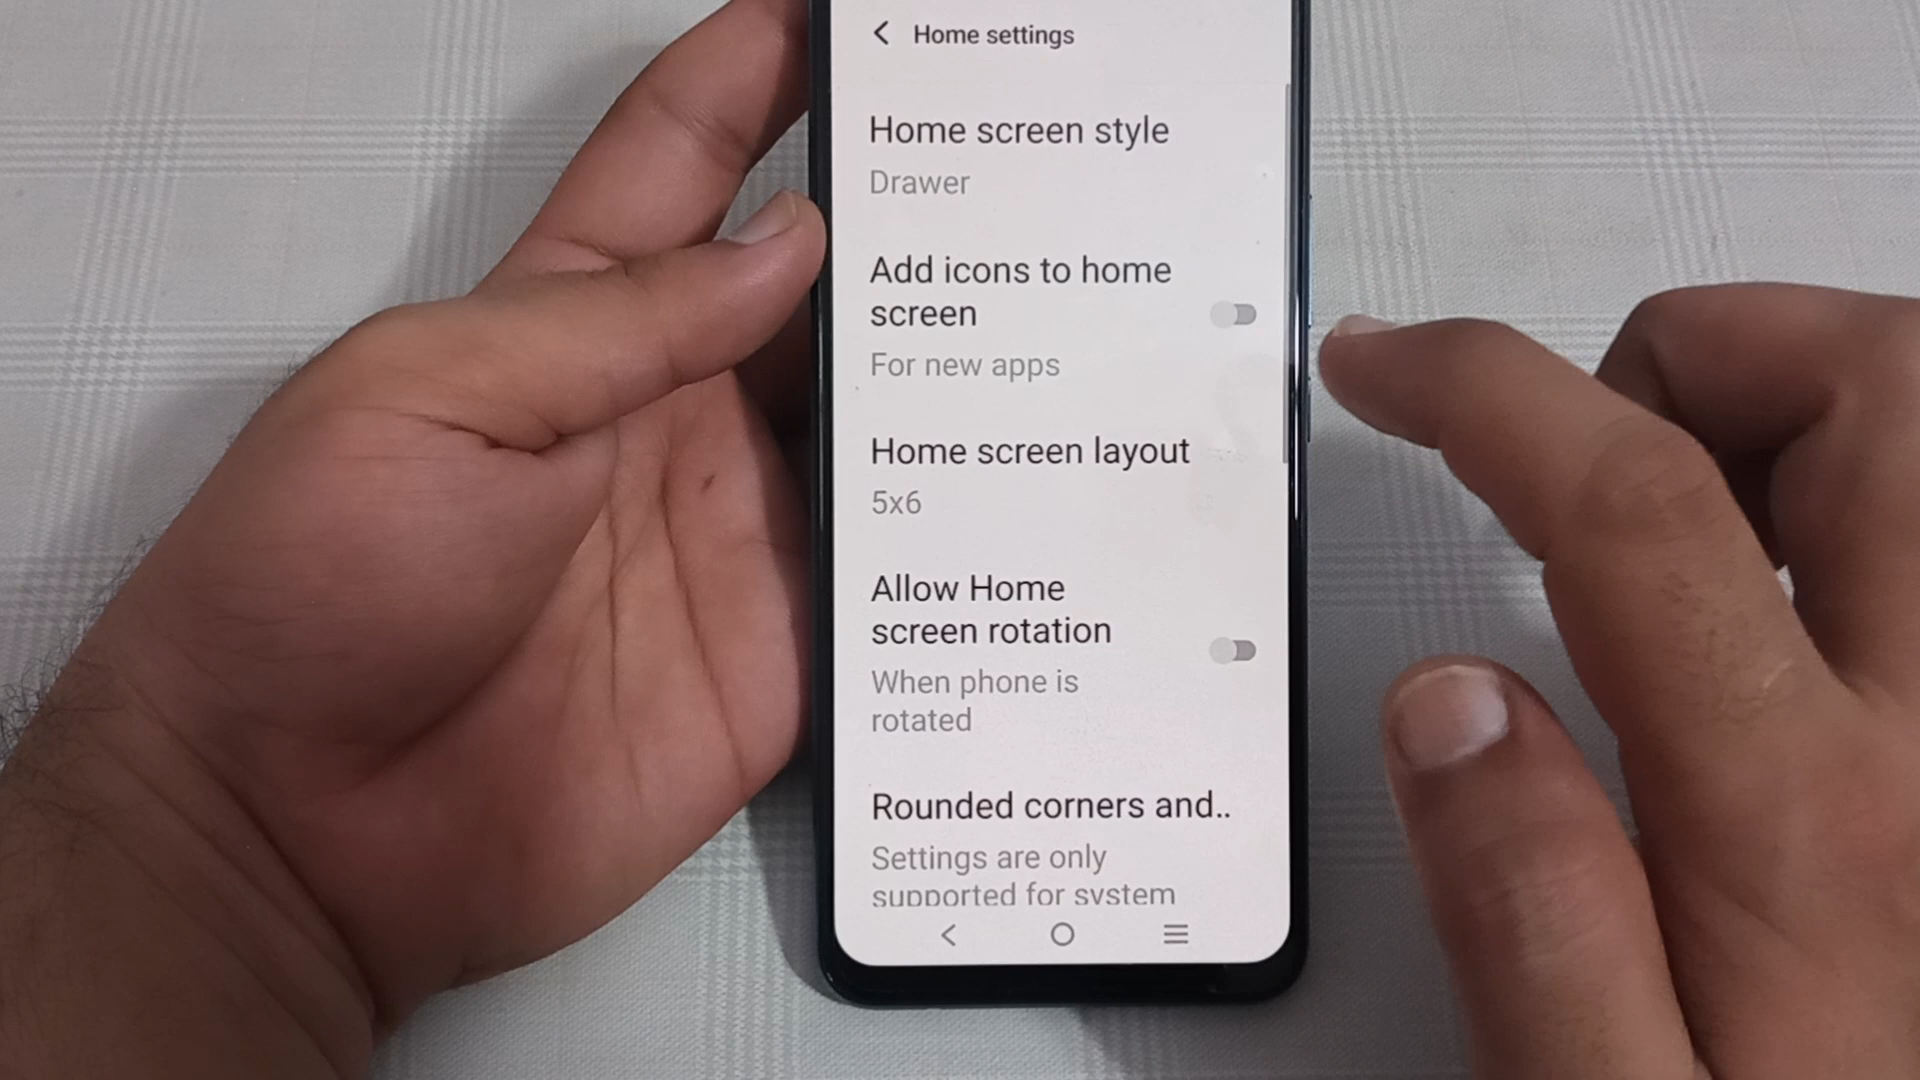 Home settings
Home screen style
Drawer
Add icons to home
screen
For new apps
Home screen layout
5x6
Allow Home
screen rotation
When phone is
rotated
Rounded corners and..
Settings are only
supported for system